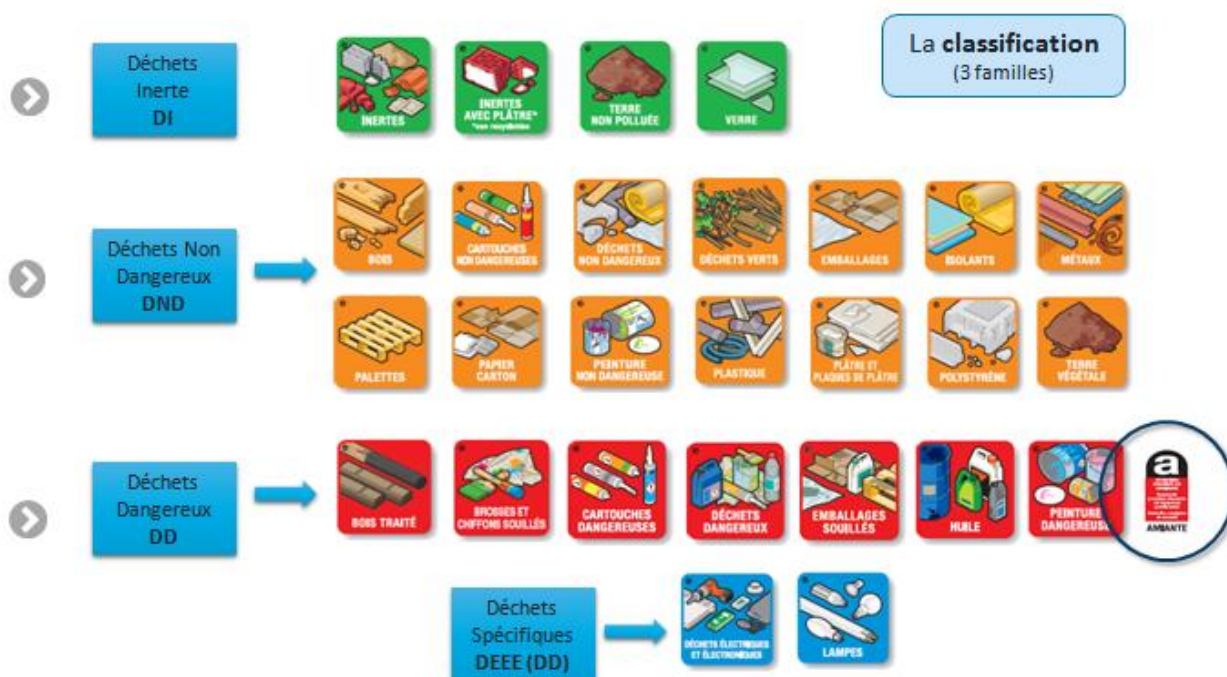 La classification
(3 familles)
Déchets
Inerte
DI
INERTES
INERTES
AVEC PLÂTRE*
*non recyclables
TERRE
NON POLLUÉE
VERRE
Déchets Non
Dangereux
DND
BOIS
CARTOUCHES
NON DANGEREUSES
DÉCHETS
NON DANGEREUX
DÉCHETS VERTS
EMBALLAGES
ISOLANTS
MÉTAUX
PALETTES
PAPIER
CARTON
PEINTURE
NON DANGEREUSE
PLASTIQUE
PLÂTRE ET
PLAQUES DE PLÂTRE
POLYSTYRÈNE
TERRE
VÉGÉTALE
Déchets
Dangereux
DD
BOIS TRAITÉ
BROSSES ET
CHIFFONS SOUILLÉS
CARTOUCHES
DANGEREUSES
DÉCHETS
DANGEREUX
EMBALLAGES
SOUILLÉS
HUILE
PEINTURE
DANGEREUSE
a
AMIANTE
Déchets
Spécifiques
DEEE (DD)
DÉCHETS ÉLECTRIQUES
ET ÉLECTRONIQUES
LAMPES